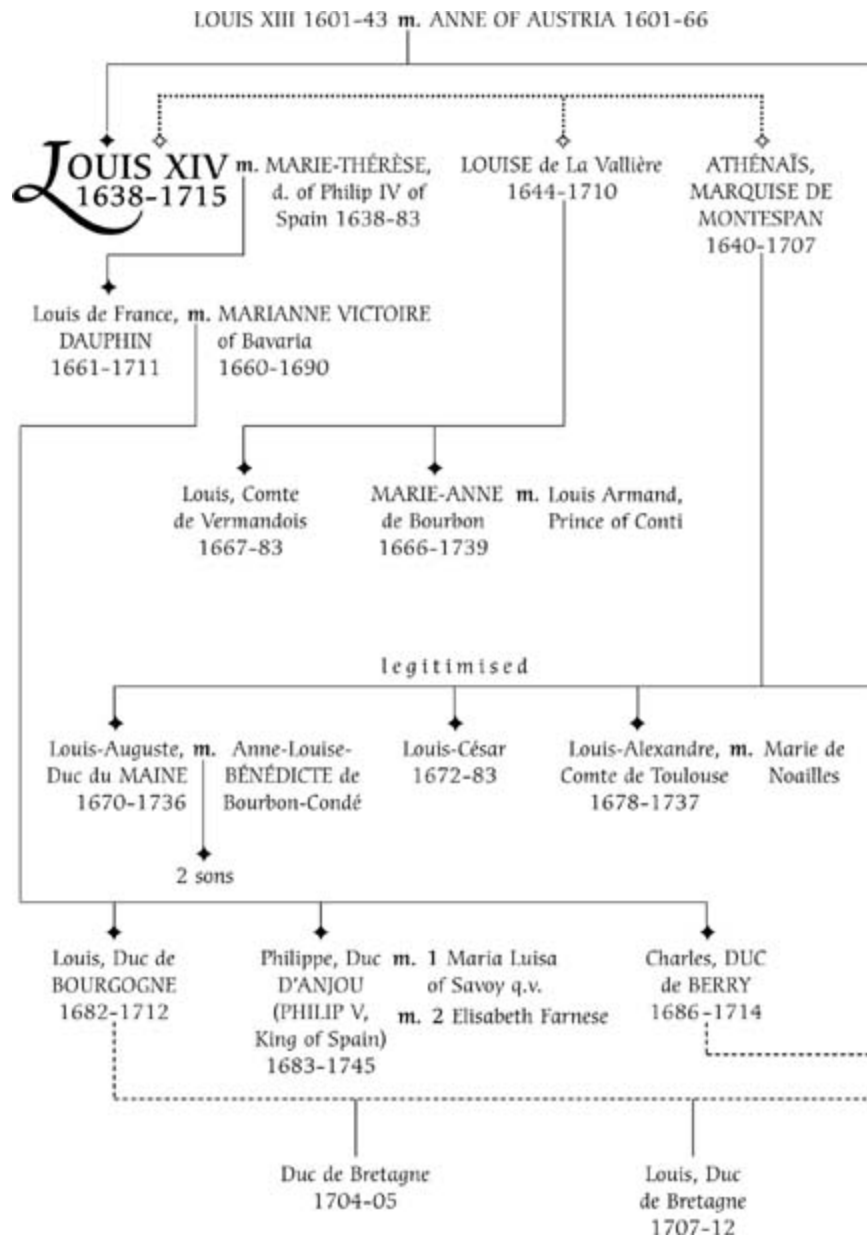 LOUIS XIII 1601-43 m. ANNE OF AUSTRIA 1601-66
LOUIS XIV
1638-1715
m. MARIE-THÉRÈSE,
d. of Philip IV of
Spain 1638-83
LOUISE de La Vallière
1644-1710
ATHÉNAÏS,
MARQUISE DE
MONTESPAN
1640-1707
Louis de France,
DAUPHIN
1661-1711
m. MARIANNE VICTOIRE
of Bavaria
1660-1690
Louis, Comte
de Vermandois
1667-83
MARIE-ANNE
de Bourbon
1666-1739
m. Louis Armand,
Prince of Conti
legitimised
Louis-Auguste,
Duc du MAINE
1670-1736
m. Anne-Louise-
BÉNÉDICTE de
Bourbon-Condé
Louis-César
1672-83
Louis-Alexandre,
Comte de Toulouse
1678-1737
m. Marie de
Noailles
2 sons
Louis, Duc de
BOURGOGNE
1682-1712
Philippe, Duc
D'ANJOU
(PHILIP V,
King of Spain)
1683-1745
m. 1 Maria Luisa
of Savoy q.v.
m. 2 Elisabeth Farnese
Charles, DUC
de BERRY
1686-1714
Duc de Bretagne
1704-05
Louis, Duc
de Bretagne
1707-12